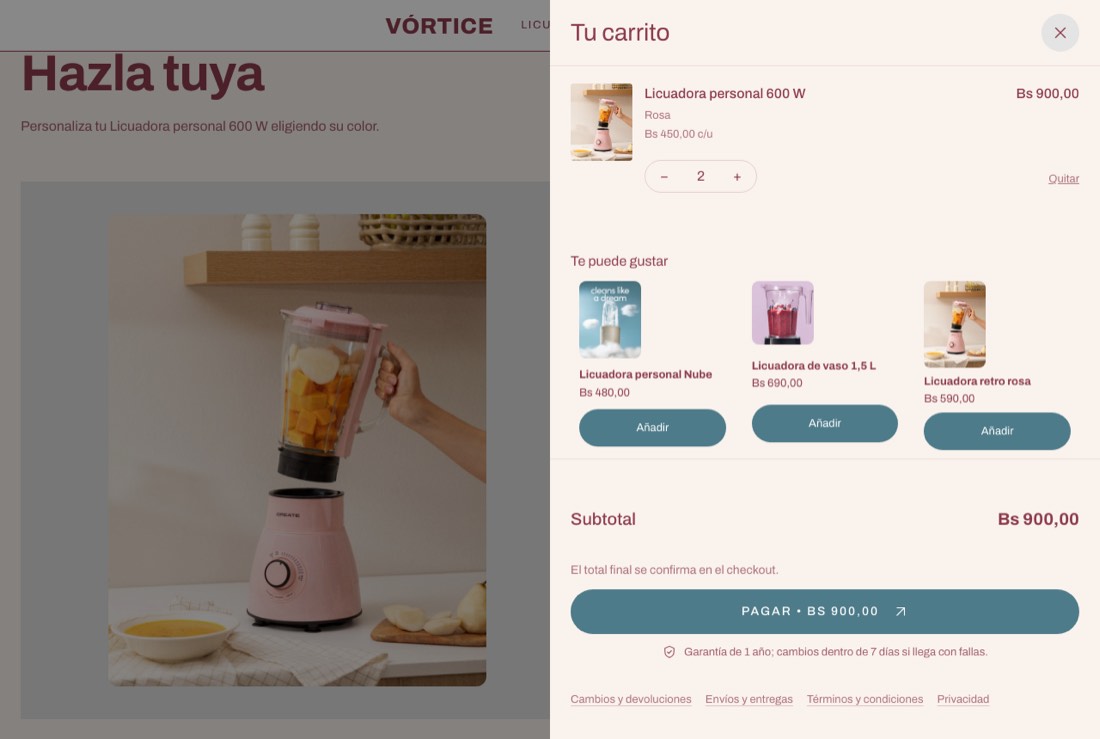 VÓRTICE
LICU
Hazla tuya
Personaliza tu Licuadora personal 600 W eligiendo su color.
CREATE
Tu carrito
Licuadora personal 600 W
Bs 900,00
Rosa
Bs 450,00 c/u
− 2 +
Quitar
Te puede gustar
cleans like
a dream
Licuadora personal Nube
Bs 480,00
Añadir
Licuadora de vaso 1,5 L
Bs 690,00
Añadir
Licuadora retro rosa
Bs 590,00
Añadir
Subtotal
Bs 900,00
El total final se confirma en el checkout.
PAGAR • BS 900,00
Garantía de 1 año; cambios dentro de 7 días si llega con fallas.
Cambios y devoluciones
Envíos y entregas
Términos y condiciones
Privacidad